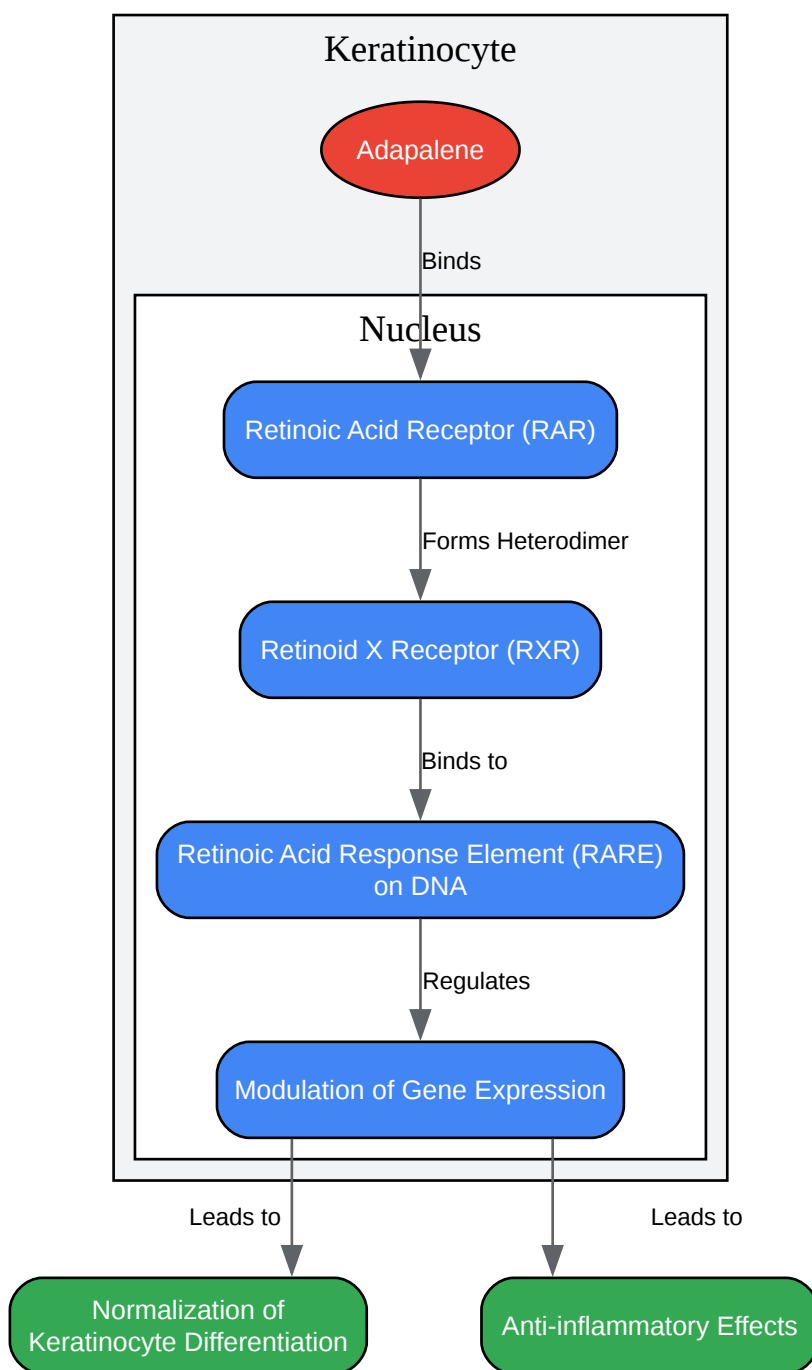 Keratinocyte
Adapalene
Binds
Nucleus
Retinoic Acid Receptor (RAR)
Forms Heterodimer
Retinoid X Receptor (RXR)
Binds to
Retinoic Acid Response Element (RARE)
on DNA
Regulates
Modulation of Gene Expression
Leads to
Leads to
Normalization of
Keratinocyte Differentiation
Anti-inflammatory Effects